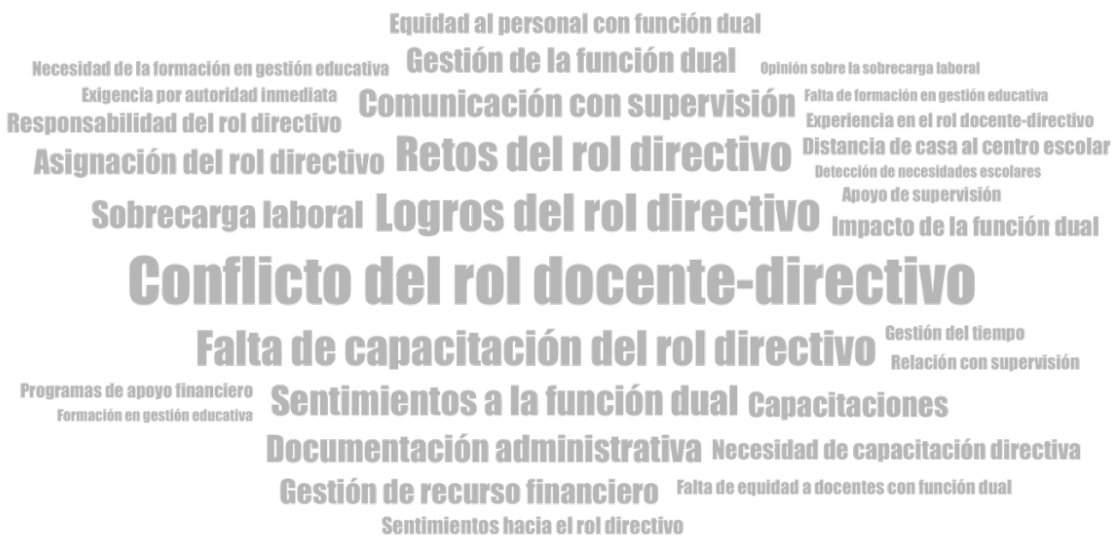 Equidad al personal con función dual
Necesidad de la formación en gestión educativa
Gestión de la función dual
Opinión sobre la sobrecarga laboral
Exigencia por autoridad inmediata
Comunicación con supervisión
Falta de formación en gestión educativa
Responsabilidad del rol directivo
Experiencia en el rol docente-directivo
Asignación del rol directivo
Retos del rol directivo
Distancia de casa al centro escolar
Detección de necesidades escolares
Apoyo de supervisión
Sobrecarga laboral
Logros del rol directivo
Impacto de la función dual
Conflicto del rol docente-directivo
Falta de capacitación del rol directivo
Gestión del tiempo
Relación con supervisión
Programas de apoyo financiero
Sentimientos a la función dual
Capacitaciones
Formación en gestión educativa
Documentación administrativa
Necesidad de capacitación directiva
Gestión de recurso financiero
Falta de equidad a docentes con función dual
Sentimientos hacia el rol directivo